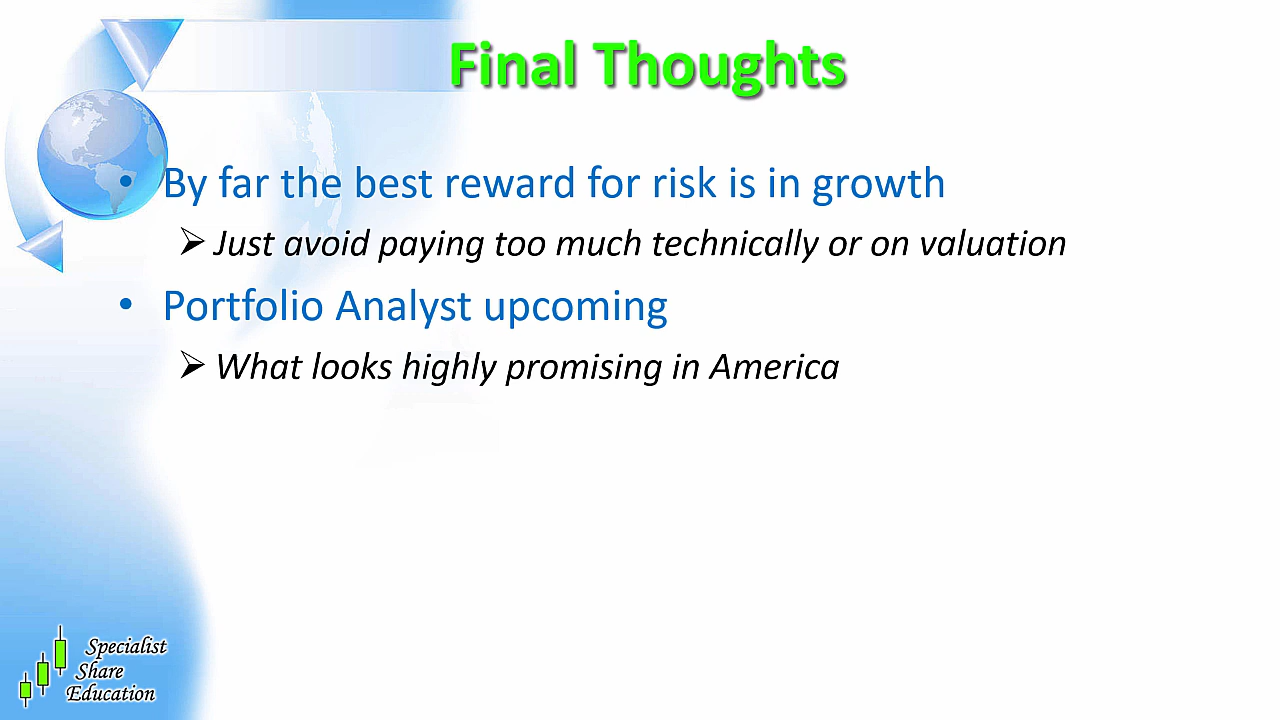 Final Thoughts
• By far the best reward for risk is in growth
➢ Just avoid paying too much technically or on valuation
• Portfolio Analyst upcoming
➢ What looks highly promising in America
Specialist
Share
Education